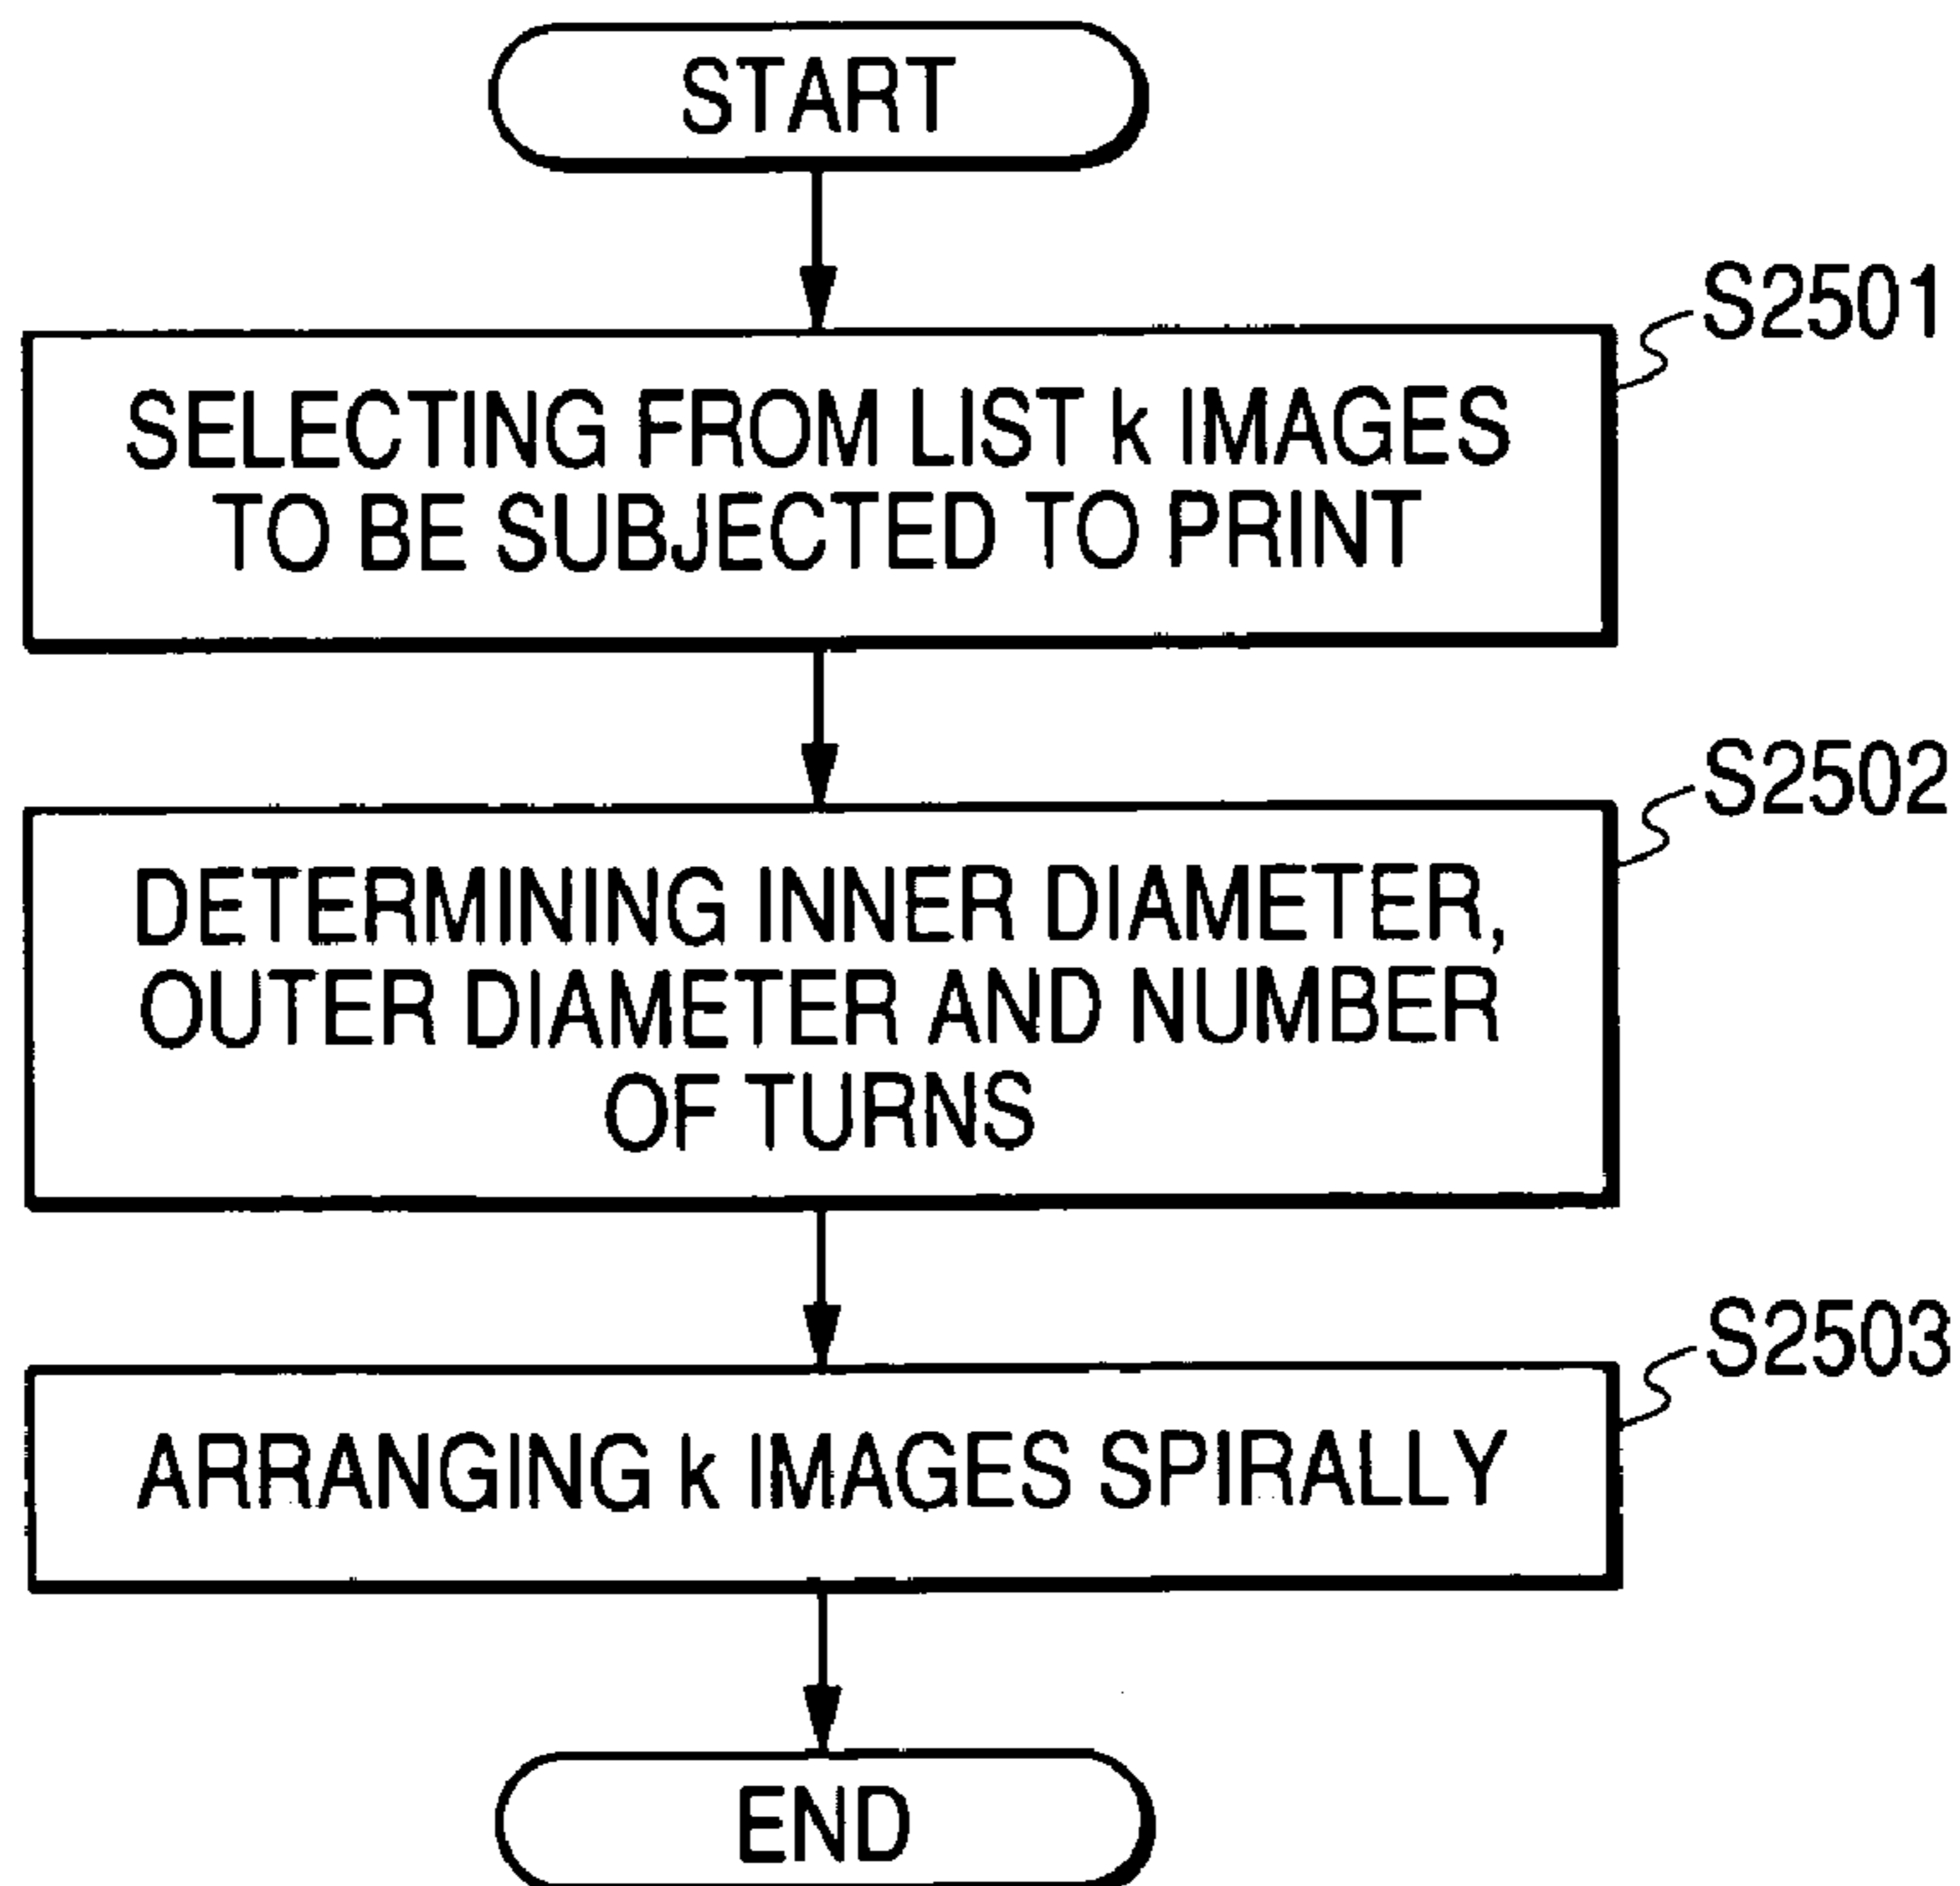 START
S2501
SELECTING FROM LIST k IMAGES
TO BE SUBJECTED TO PRINT
S2502
DETERMINING INNER DIAMETER,
OUTER DIAMETER AND NUMBER
OF TURNS
S2503
ARRANGING k IMAGES SPIRALLY
END